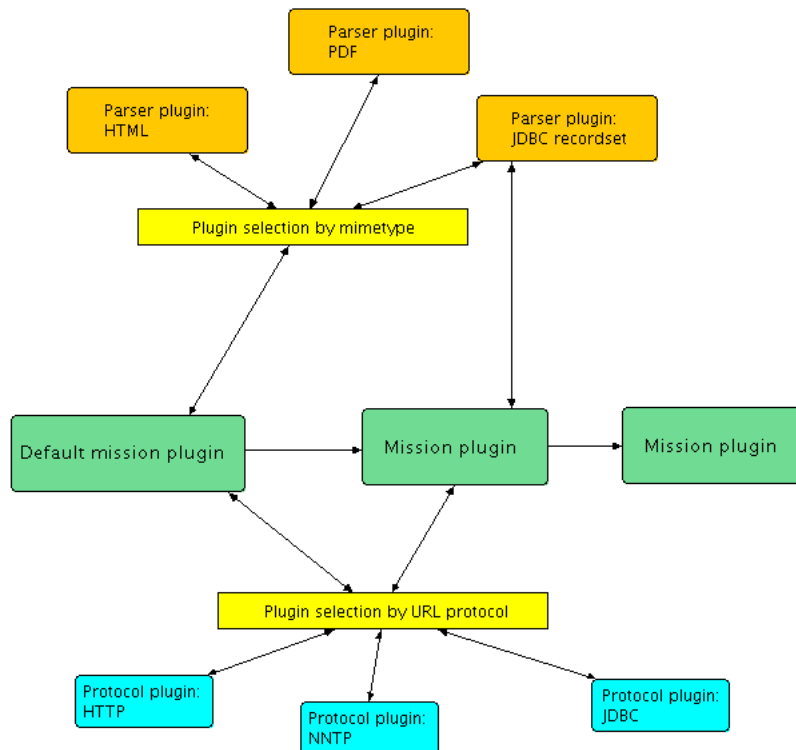 Parser plugin:
PDF
Parser plugin:
HTML
Parser plugin:
JDBC recordset
Plugin selection by mimetype
Default mission plugin
Mission plugin
Mission plugin
Plugin selection by URL protocol
Protocol plugin:
HTTP
Protocol plugin:
NNTP
Protocol plugin:
JDBC